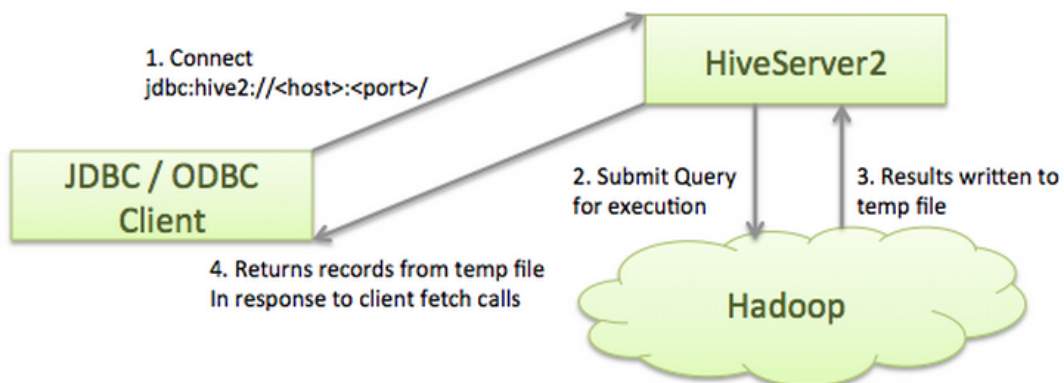 1. Connect
jdbc:hive2://<host>:<port>/
HiveServer2
JDBC / ODBC
Client
2. Submit Query
for execution
3. Results written to
temp file
4. Returns records from temp file
In response to client fetch calls
Hadoop